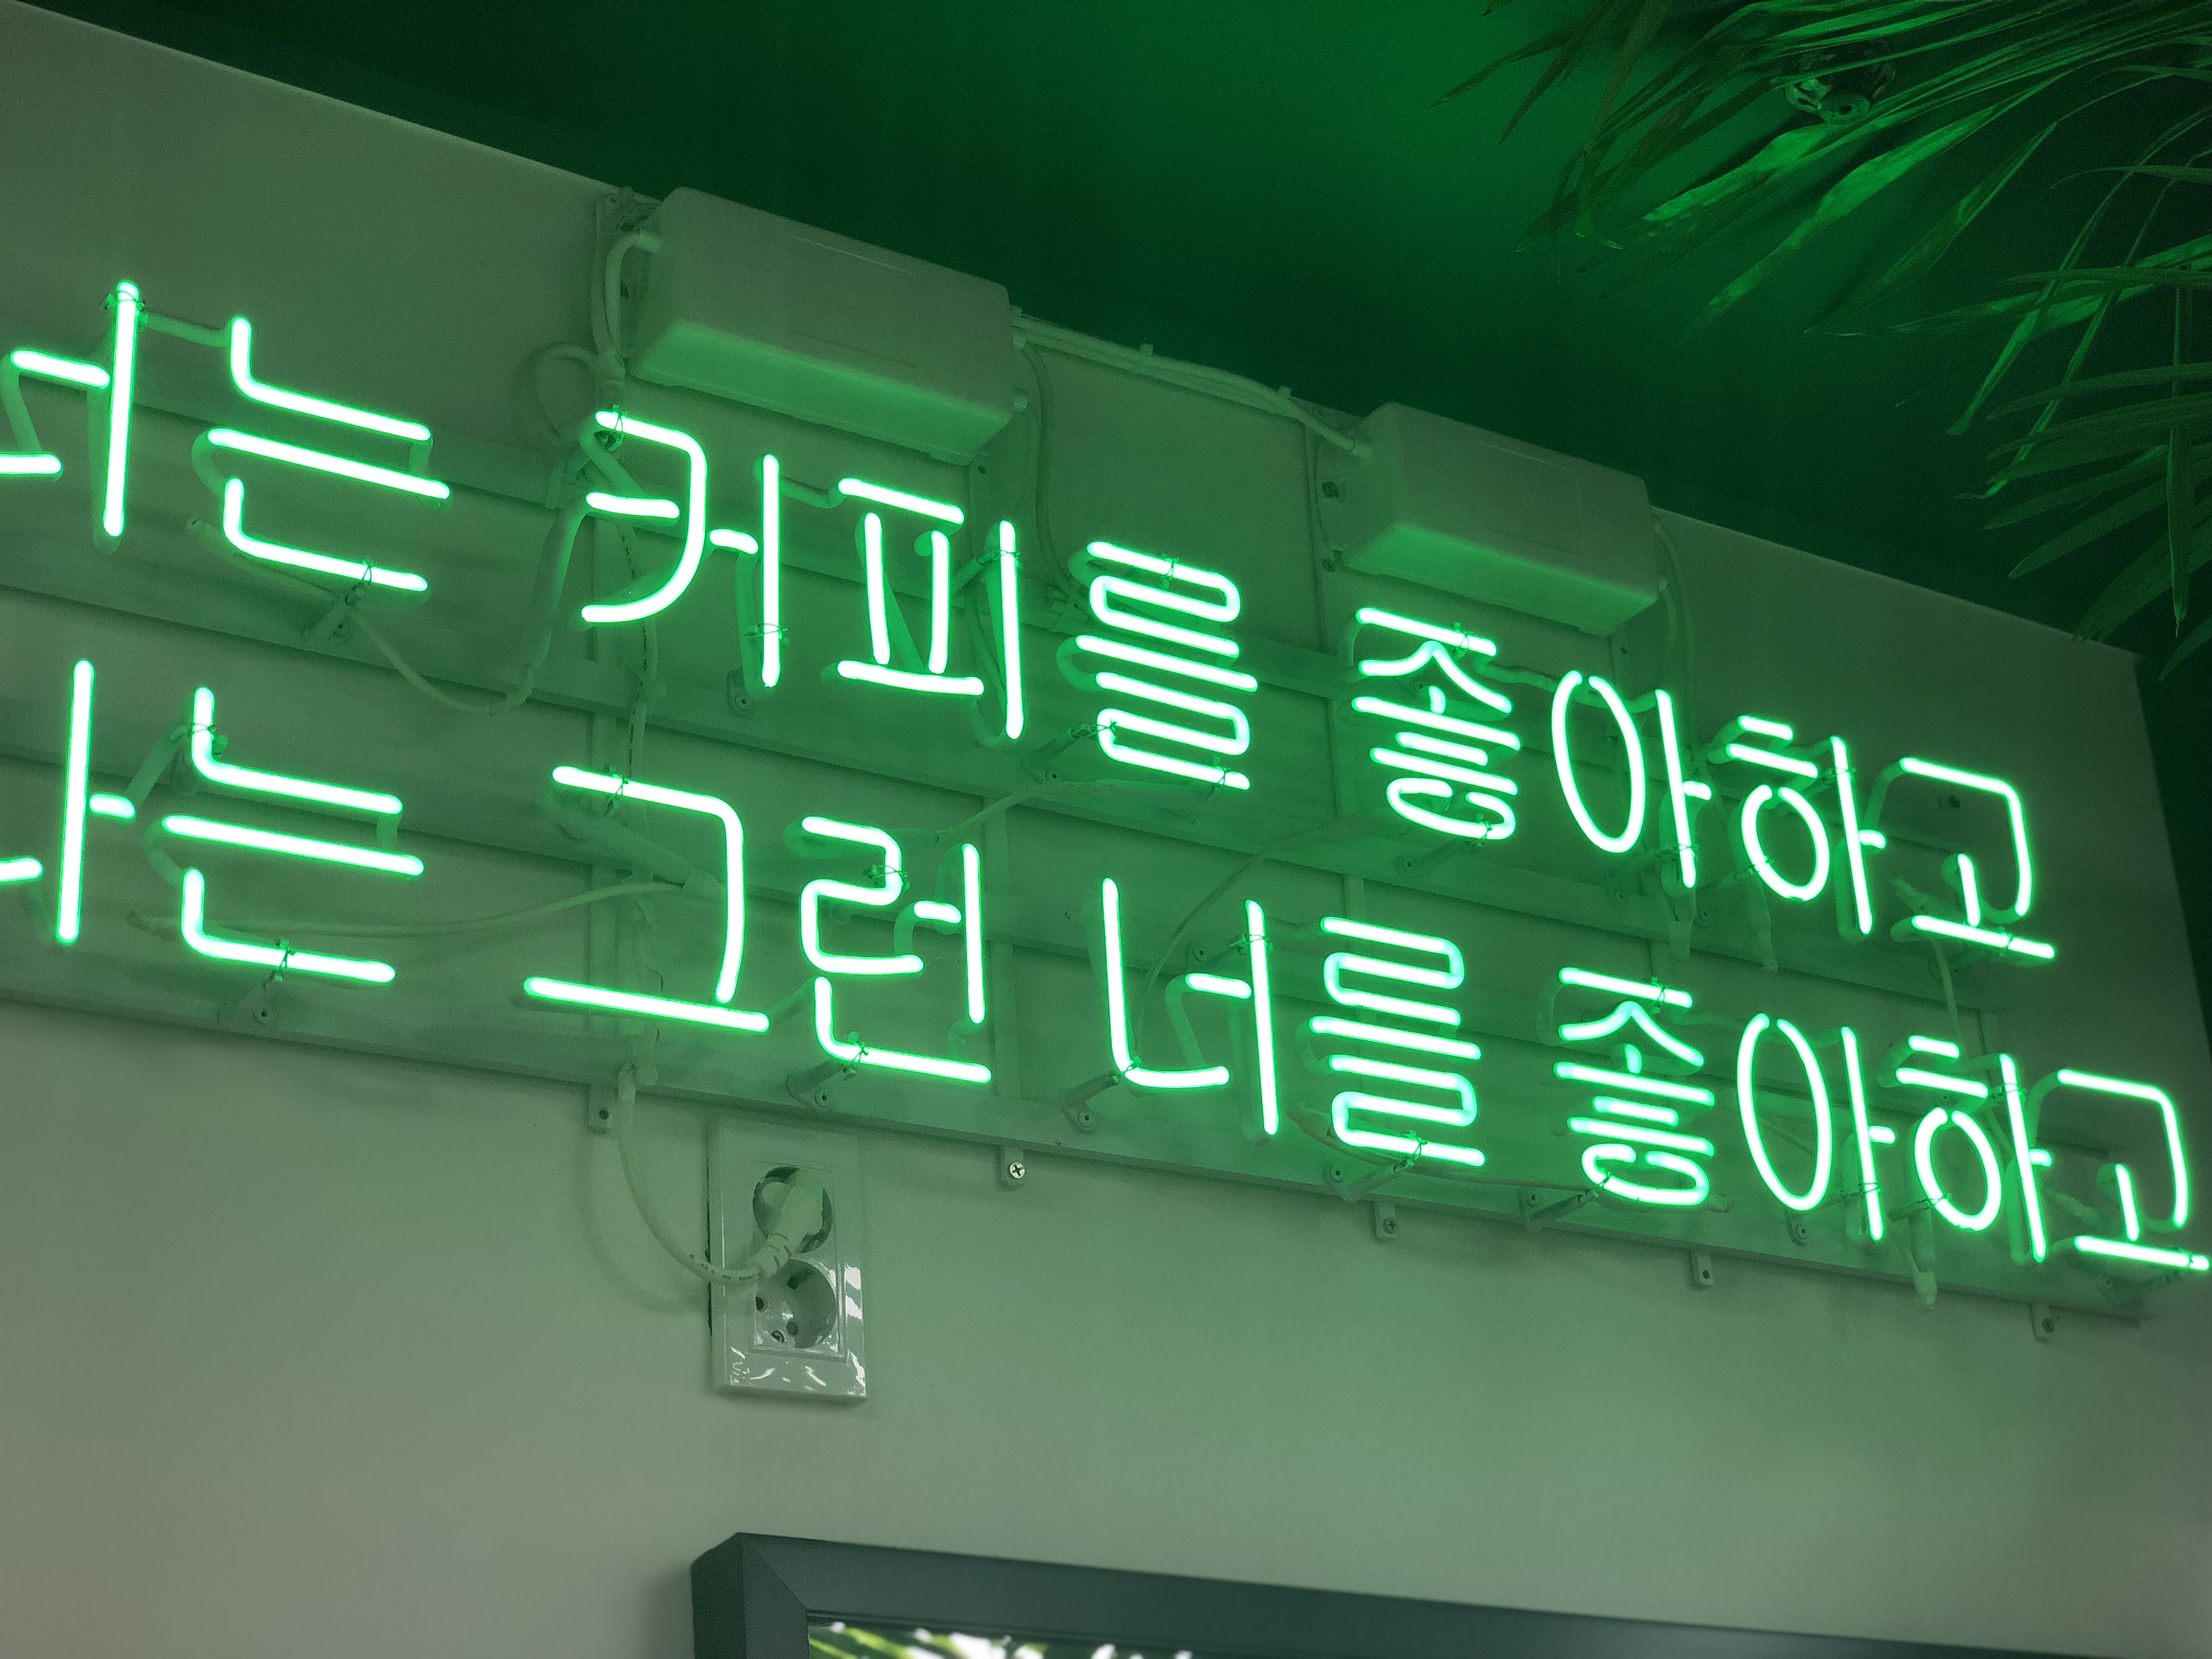 너는 커피를 좋아하고
나는 그런 너를 좋아하고